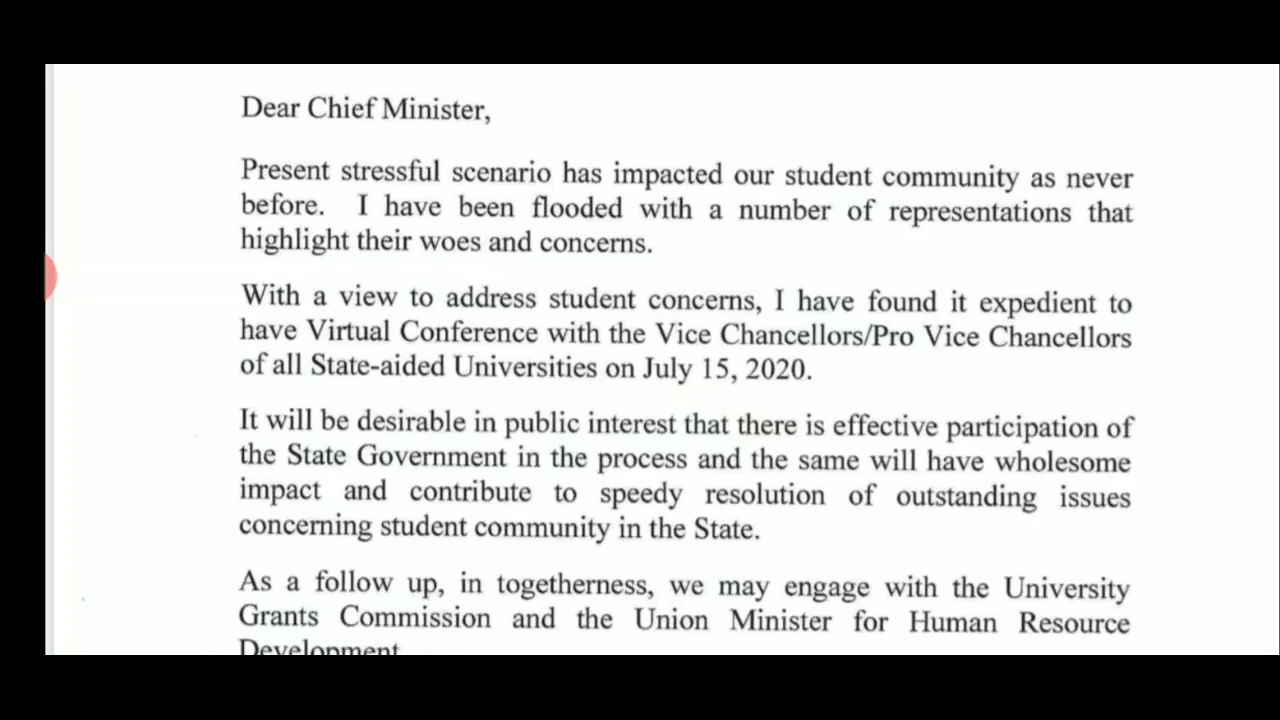 Dear Chief Minister,
Present stressful scenario has impacted our student community as never
before. I have been flooded with a number of representations that
highlight their woes and concerns.
With a view to address student concerns, I have found it expedient to
have Virtual Conference with the Vice Chancellors/Pro Vice Chancellors
of all State-aided Universities on July 15, 2020.
It will be desirable in public interest that there is effective participation of
the State Government in the process and the same will have wholesome
impact and contribute to speedy resolution of outstanding issues
concerning student community in the State.
As a follow up, in togetherness, we may engage with the University
Grants Commission and the Union Minister for Human Resource
Development